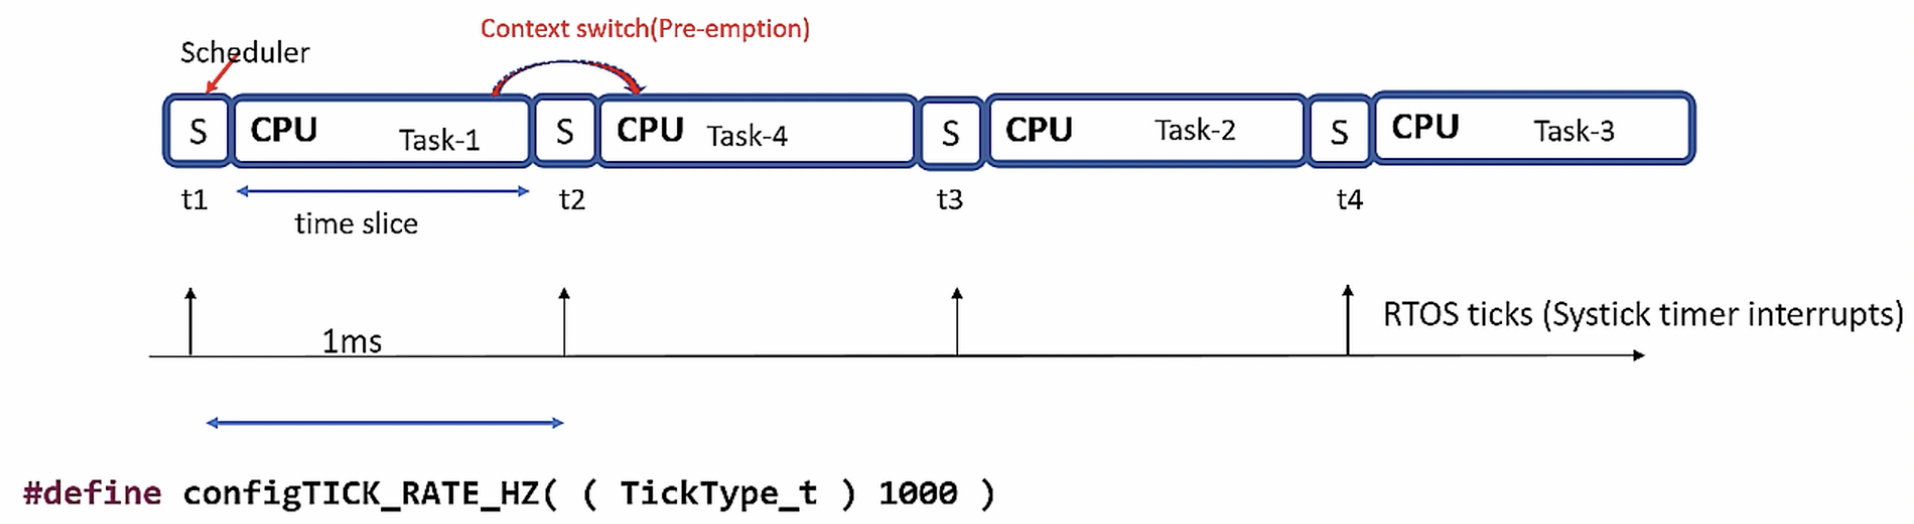 Context switch(Pre-emption)
Scheduler
S CPU Task-1 S CPU Task-4 S CPU Task-2 S CPU Task-3
t1 t2 t3 t4
time slice
RTOS ticks (Systick timer interrupts)
1ms
#define configTICK_RATE_HZ( ( TickType_t ) 1000 )